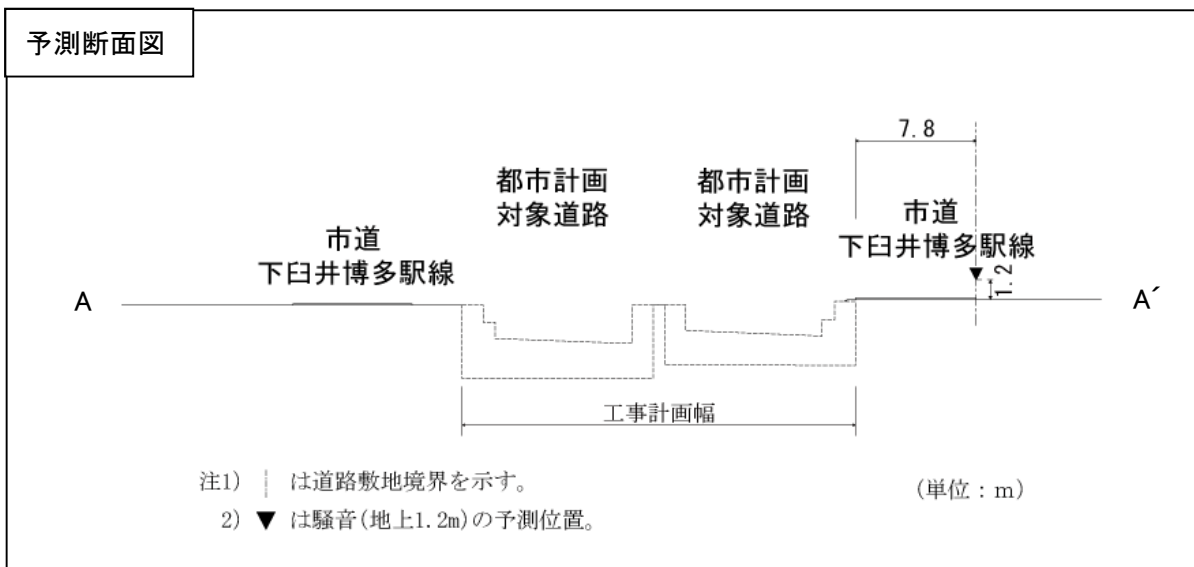 予測断面図
7.8
都市計画
対象道路
都市計画
対象道路
市道
下臼井博多駅線
市道
下臼井博多駅線
1.2
A
A´
工事計画幅
注1) ¦ は道路敷地境界を示す。
(単位：m)
2) ▼ は騒音(地上1.2m)の予測位置。